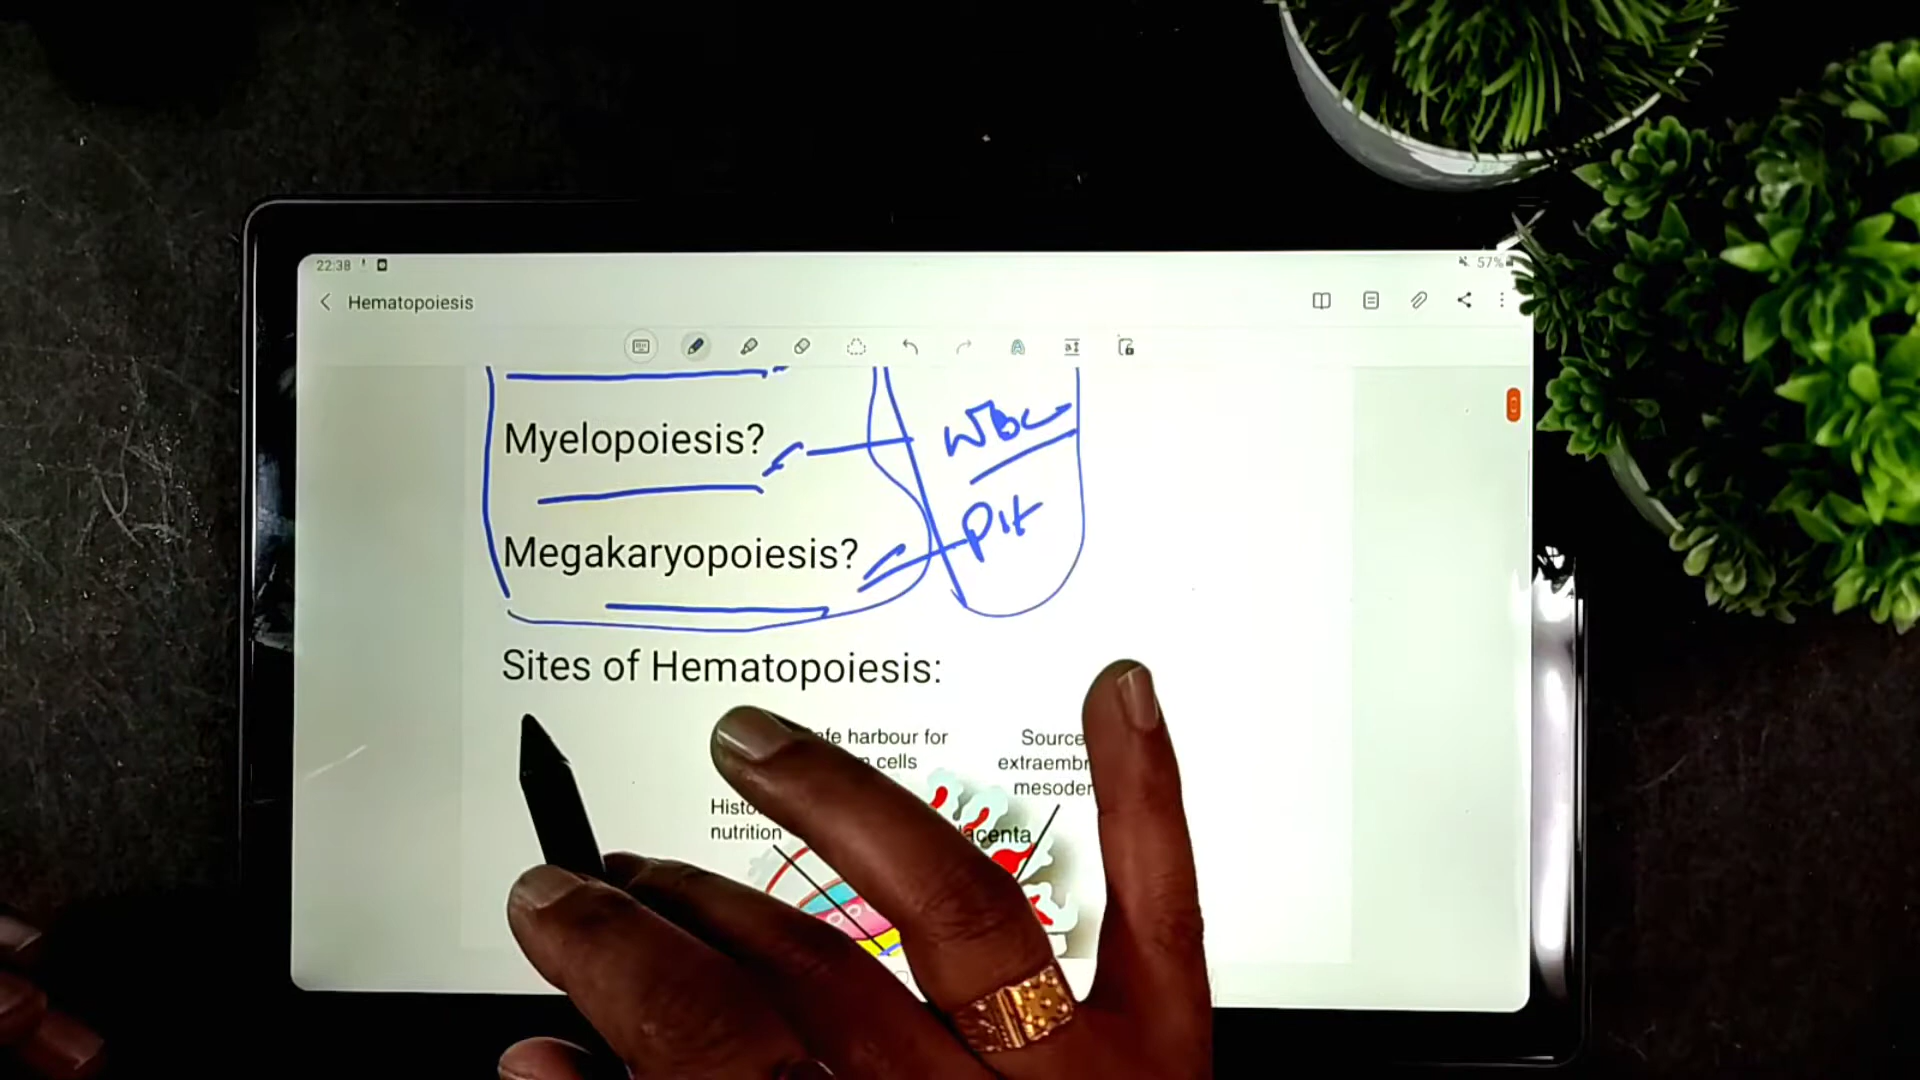 22:38
57%
Hematopoiesis
Myelopoiesis?
WBC
Megakaryopoiesis?
Plt
Sites of Hematopoiesis:
harbour for
cells
Source
nutrition